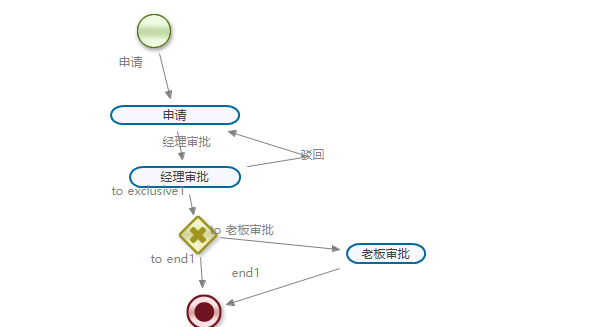 申请
申请
经理审批
驳回
经理审批
to exclusive1
to 老板审批
老板审批
to end1
end1